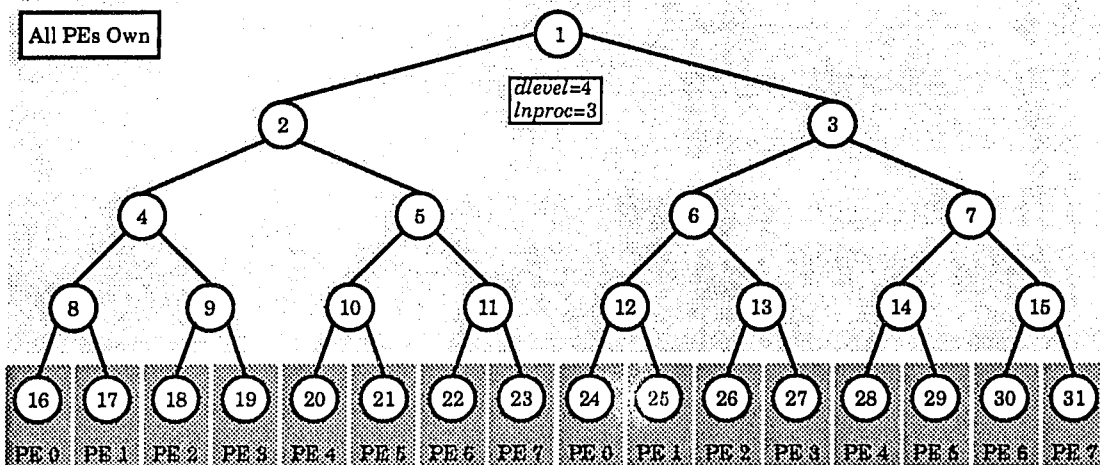 All PEs Own
1
dlevel=4
lnproc=3
2 3
4 5 6 7
8 9 10 11 12 13 14 15
16 17 18 19 20 21 22 23 24 25 26 27 28 29 30 31
PE 0 PE 1 PE 2 PE 3 PE 4 PE 5 PE 6 PE 7 PE 0 PE 1 PE 2 PE 3 PE 4 PE 5 PE 6 PE 7